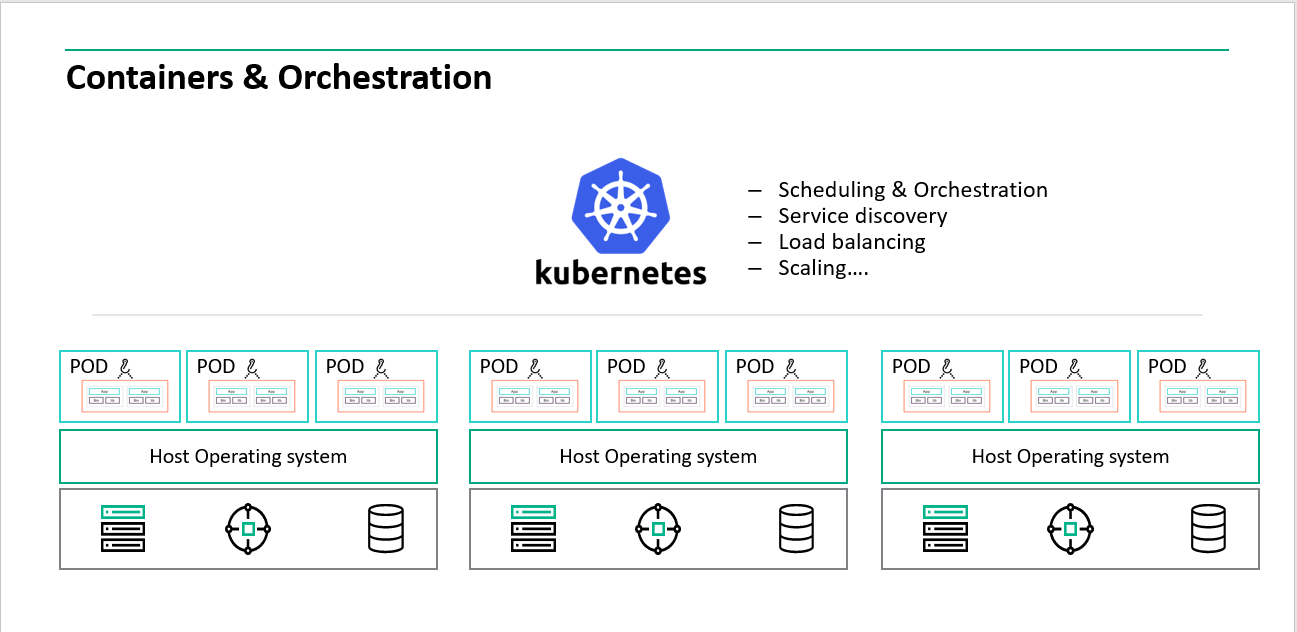 Containers & Orchestration
kubernetes
– Scheduling & Orchestration
– Service discovery
– Load balancing
– Scaling....
POD POD POD POD POD POD POD POD POD
Host Operating system Host Operating system Host Operating system